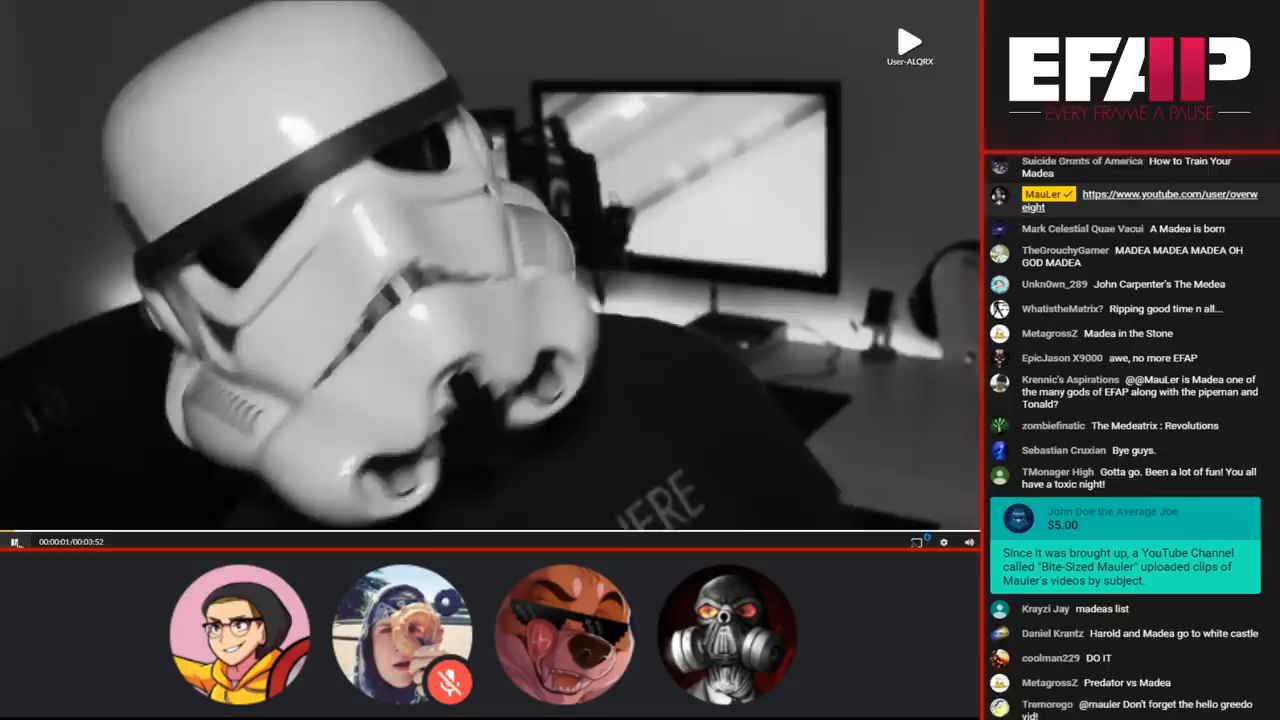 User-ALQRX
HERE
00:00:01/00:03:52
EFAP
EVERY FRAME A PAUSE
Suicide Grunts of America How to Train Your
Madea
MauLer ✓ https://www.youtube.com/user/overw
eight
Mark Celestial Quae Vacui A Madea is born
TheGrouchyGamer MADEA MADEA MADEA OH
GOD MADEA
Unkn0wn_289 John Carpenter's The Medea
WhatistheMatrix? Ripping good time n all...
MetagrossZ Madea in the Stone
EpicJason X9000 awe, no more EFAP
Krennic's Aspirations @@MauLer is Madea one of
the many gods of EFAP along with the pipeman and
Tonald?
zombiefinatic The Medeatrix : Revolutions
Sebastian Cruxian Bye guys.
TMonager High Gotta go. Been a lot of fun! You all
have a toxic night!
John Doe the Average Joe
$5.00
Since it was brought up, a YouTube Channel
called "Bite-Sized Mauler" uploaded clips of
Mauler's videos by subject.
Krayzi Jay madeas list
Daniel Krantz Harold and Madea go to white castle
coolman229 DO IT
MetagrossZ Predator vs Madea
Tremorego @mauler Don't forget the hello greedo
vid!